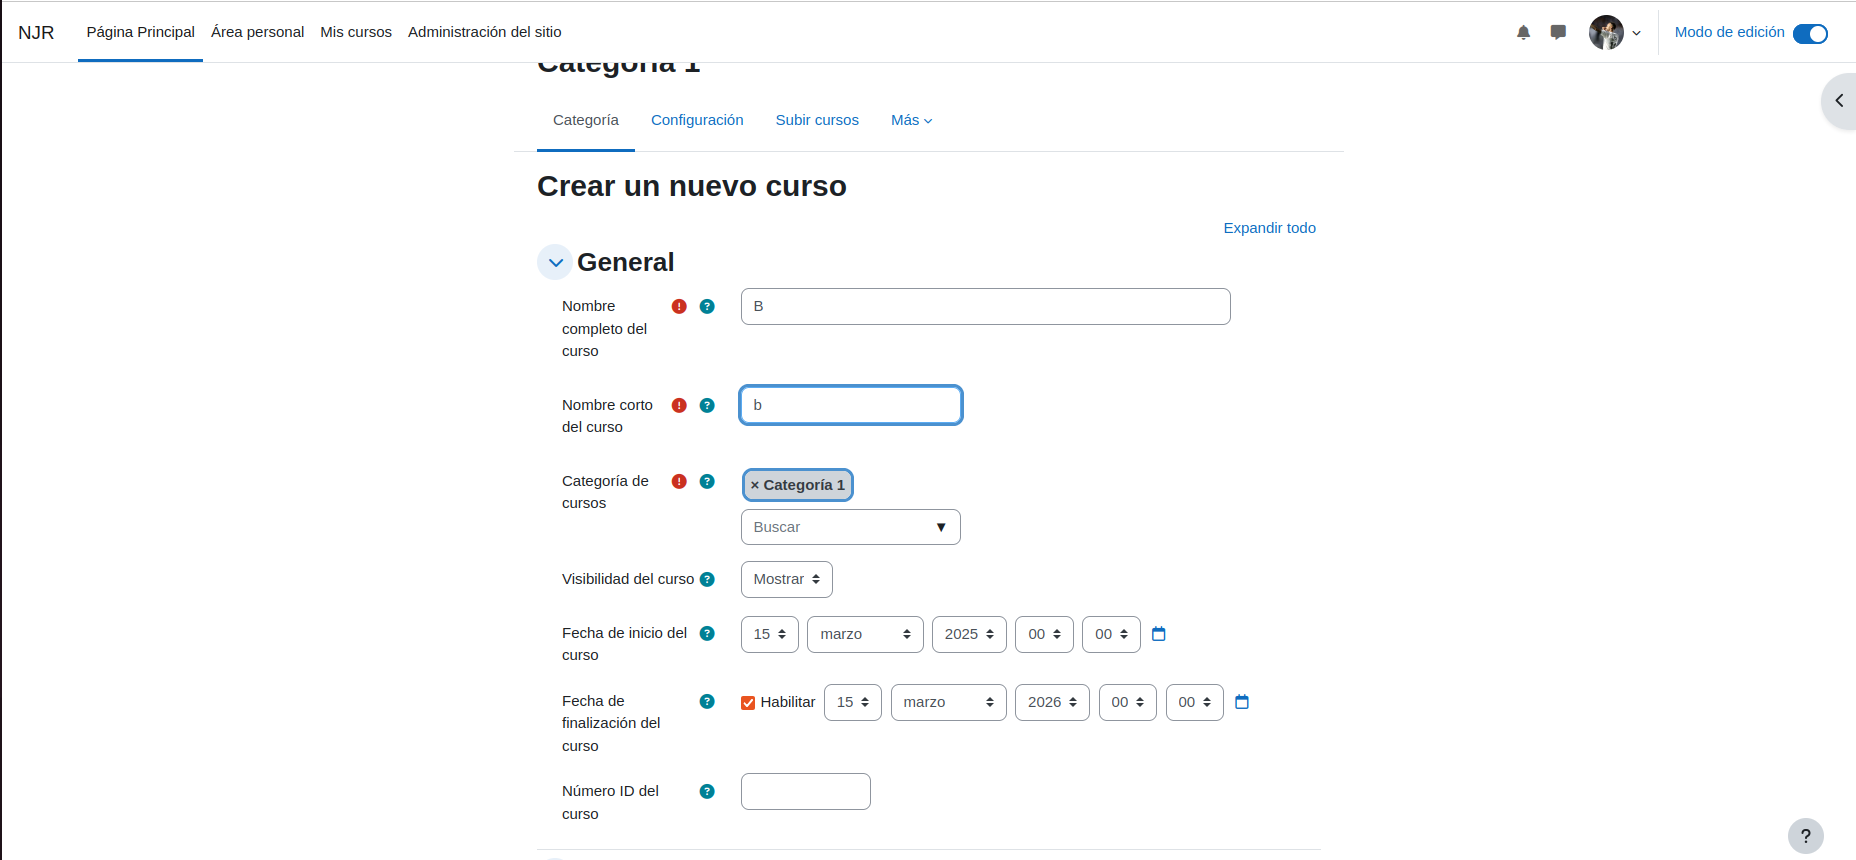 NJR Página Principal Área personal Mis cursos Administración del sitio Modo de edición
Categoría 1
Categoría Configuración Subir cursos Más
Crear un nuevo curso
Expandir todo
General
Nombre completo del curso
B
Nombre corto del curso
b
Categoría de cursos
× Categoría 1
Buscar ▼
Visibilidad del curso ? Mostrar
Fecha de inicio del curso
? 15 marzo 2025 00 00
Fecha de finalización del curso
? Habilitar 15 marzo 2026 00 00
Número ID del curso
?
?